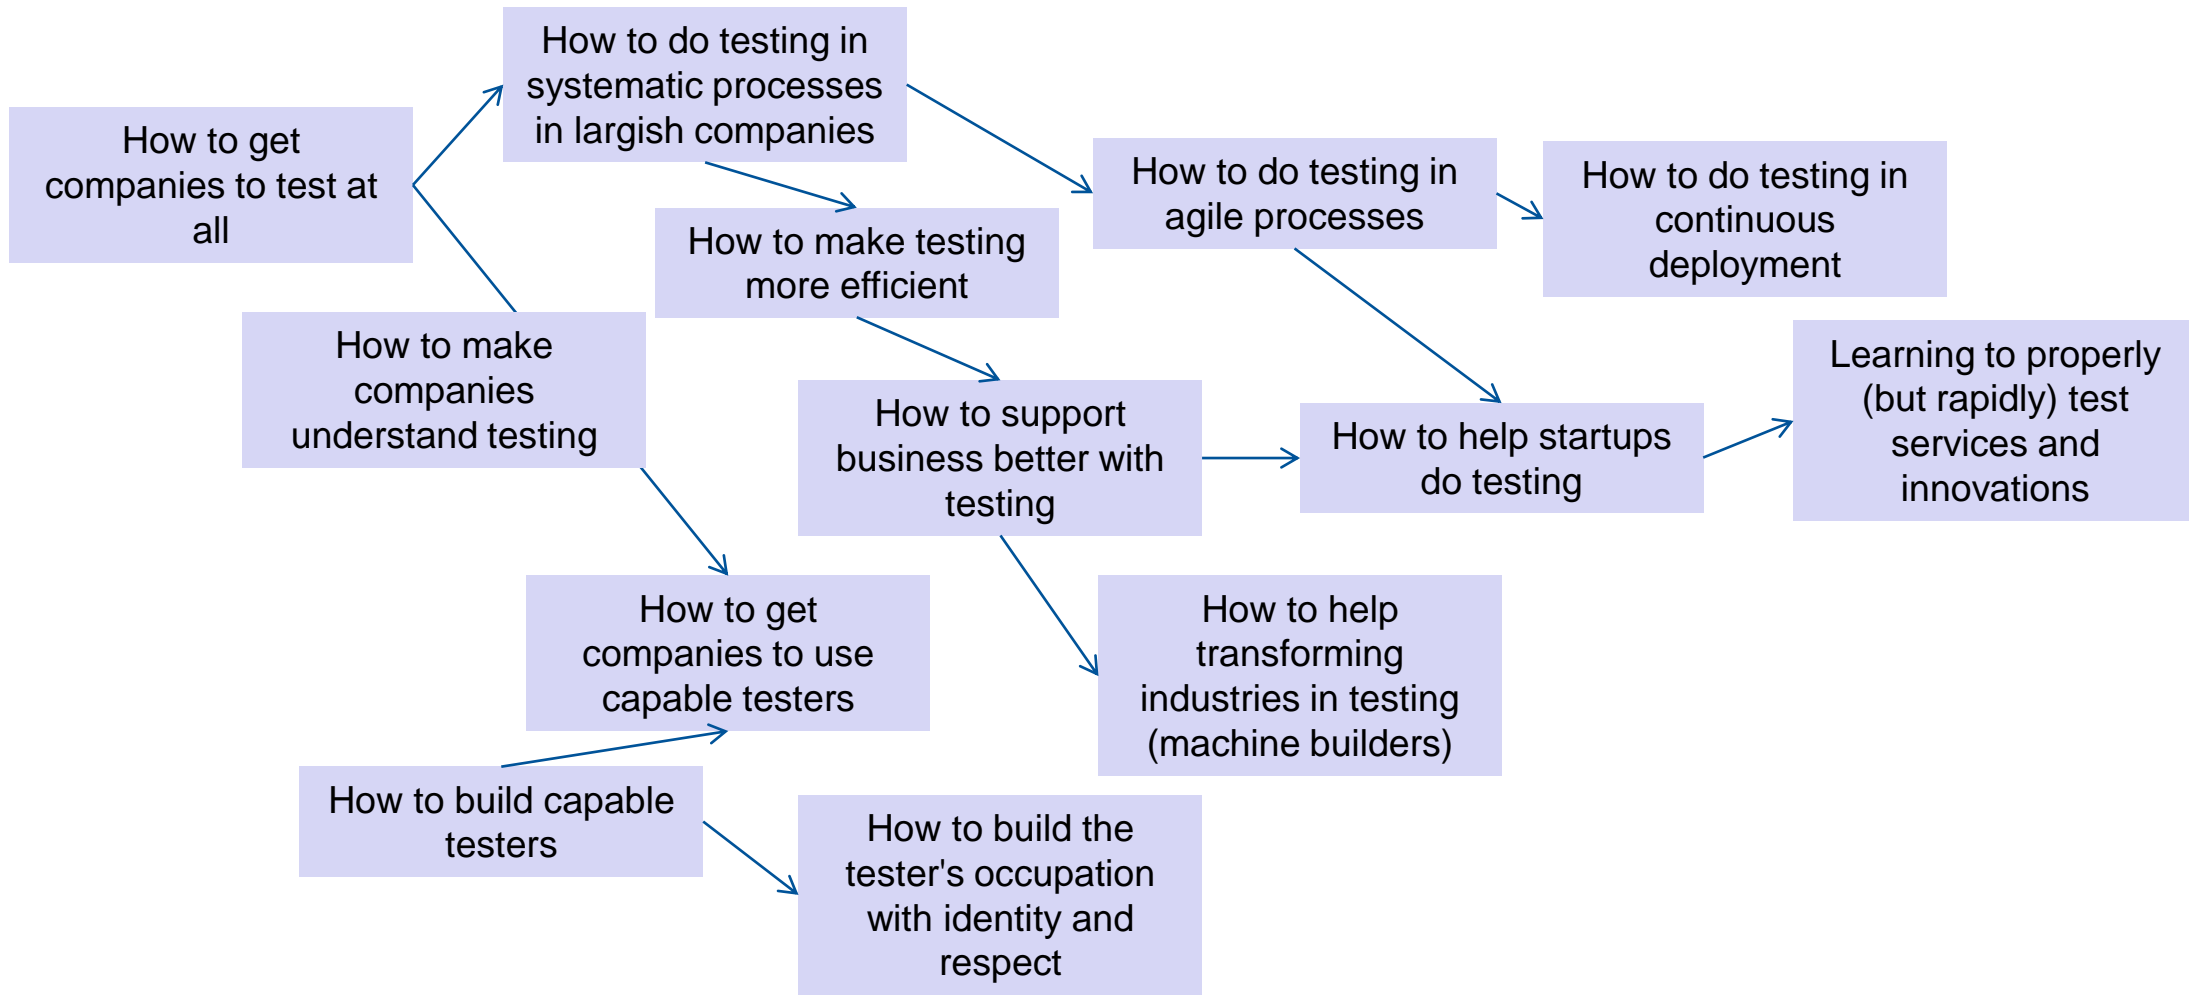 How to do testing in
systematic processes
in largish companies
How to get
companies to test at
all
How to do testing in
agile processes
How to do testing in
continuous
deployment
How to make testing
more efficient
How to make
companies
understand testing
Learning to properly
(but rapidly) test
services and
innovations
How to support
business better with
testing
How to help startups
do testing
How to get
companies to use
capable testers
How to help
transforming
industries in testing
(machine builders)
How to build capable
testers
How to build the
tester's occupation
with identity and
respect